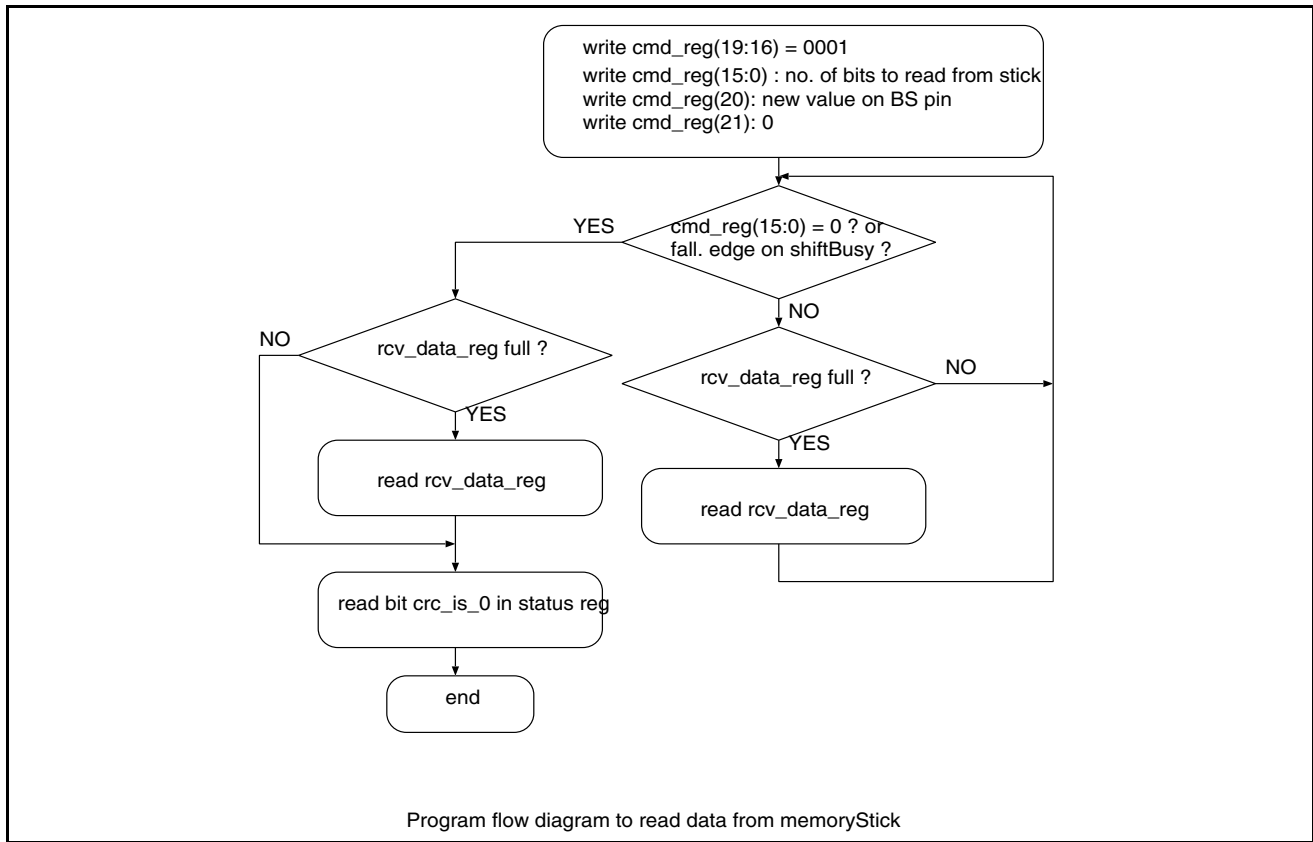 write cmd_reg(19:16) = 0001
write cmd_reg(15:0) : no. of bits to read from stick
write cmd_reg(20): new value on BS pin
write cmd_reg(21): 0
YES
cmd_reg(15:0) = 0 ? or
fall. edge on shiftBusy ?
NO
NO
rcv_data_reg full ?
rcv_data_reg full ?
NO
YES
YES
read rcv_data_reg
read rcv_data_reg
read bit crc_is_0 in status reg
end
Program flow diagram to read data from memoryStick